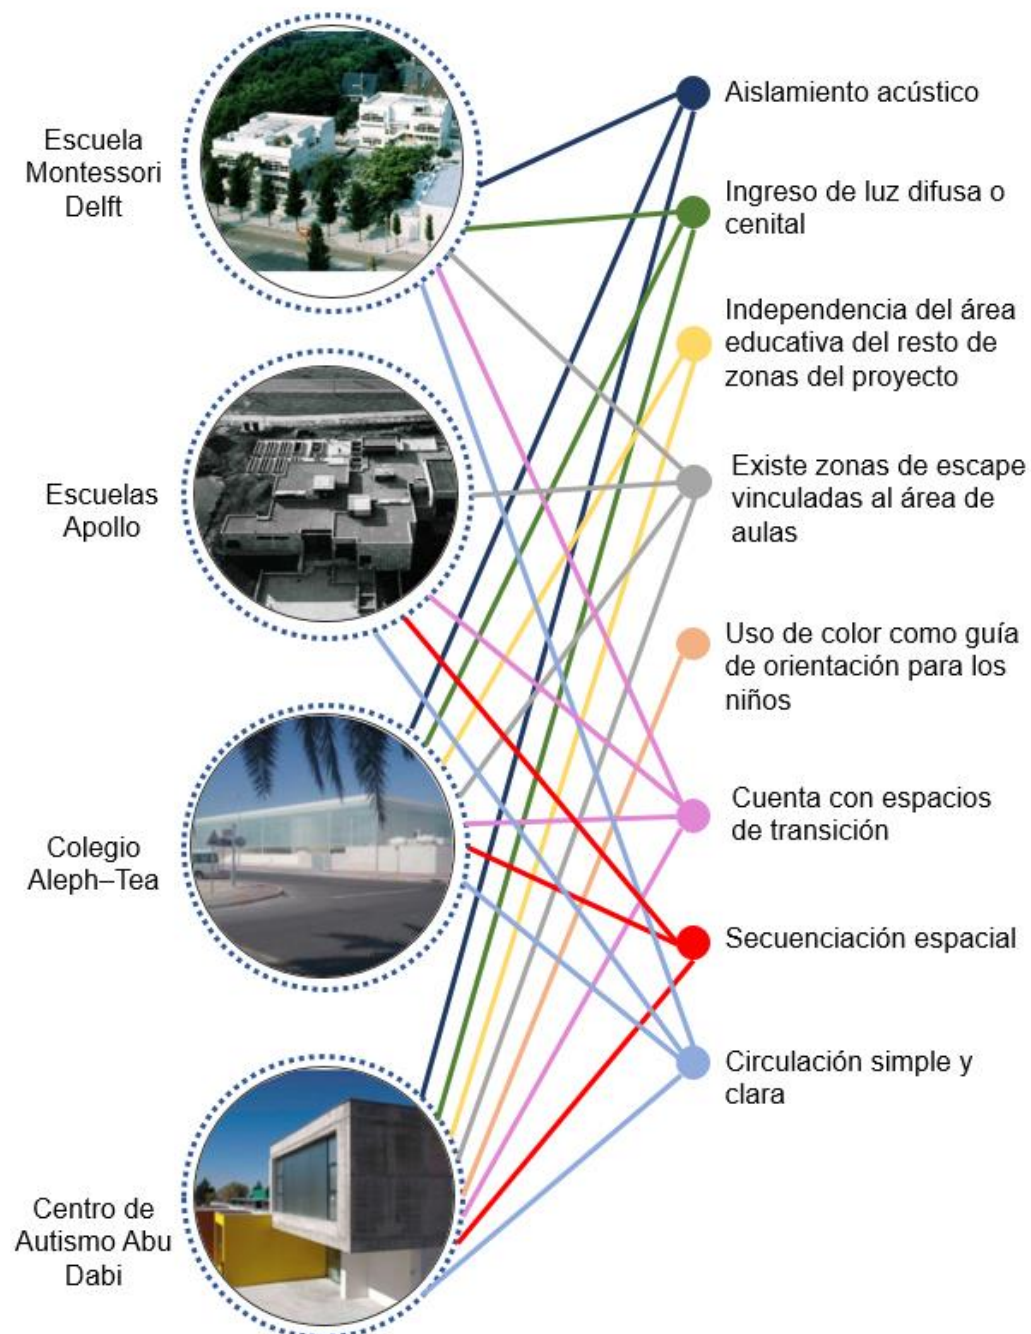 Escuela
Montessori
Delft
Escuelas
Apollo
Colegio
Aleph–Tea
Centro de
Autismo Abu
Dabi
Aislamiento acústico
Ingreso de luz difusa o
cenital
Independencia del área
educativa del resto de
zonas del proyecto
Existe zonas de escape
vinculadas al área de
aulas
Uso de color como guía
de orientación para los
niños
Cuenta con espacios
de transición
Secuenciación espacial
Circulación simple y
clara